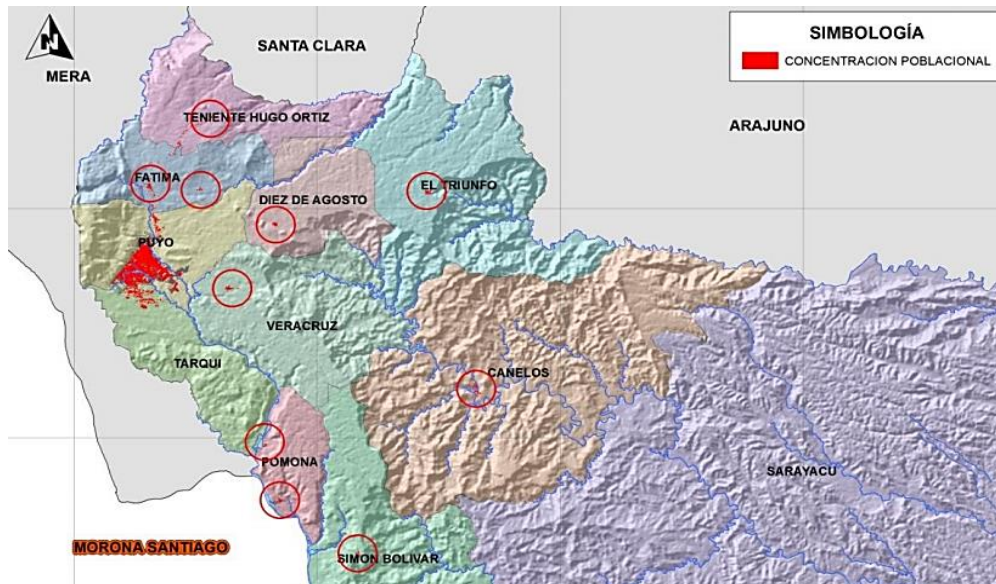 N
MERA
SANTA CLARA
SIMBOLOGÍA
CONCENTRACION POBLACIONAL
TENIENTE HUGO ORTIZ
ARAJUNO
FATIMA
EL TRIUNFO
DIEZ DE AGOSTO
PUYO
VERACRUZ
TARQUI
CANELOS
POMONA
SARAYACU
MORONA SANTIAGO
SIMON BOLIVAR